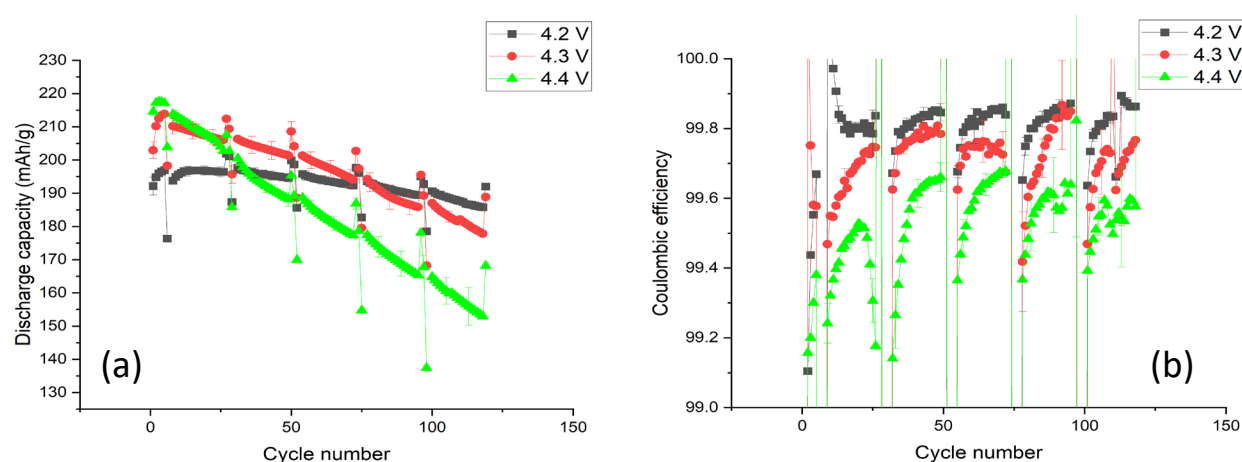 4.2 V
4.3 V
4.4 V
230
220
210
200
190
180
170
160
150
140
130
Discharge capacity (mAh/g)
(a)
0
50
100
150
Cycle number
4.2 V
4.3 V
4.4 V
100.0
99.8
99.6
99.4
99.2
99.0
Coulombic efficiency
(b)
0
50
100
150
Cycle number